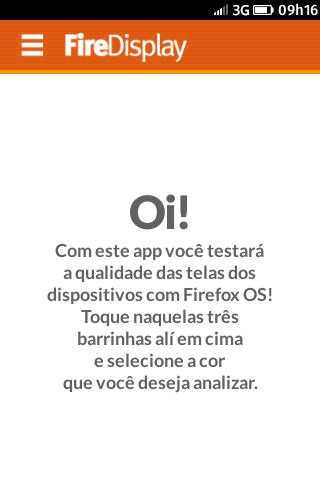 3G 09h16
FireDisplay
Oi!
Com este app você testará
a qualidade das telas dos
dispositivos com Firefox OS!
Toque naquelas três
barrinhas alí em cima
e selecione a cor
que você deseja analizar.